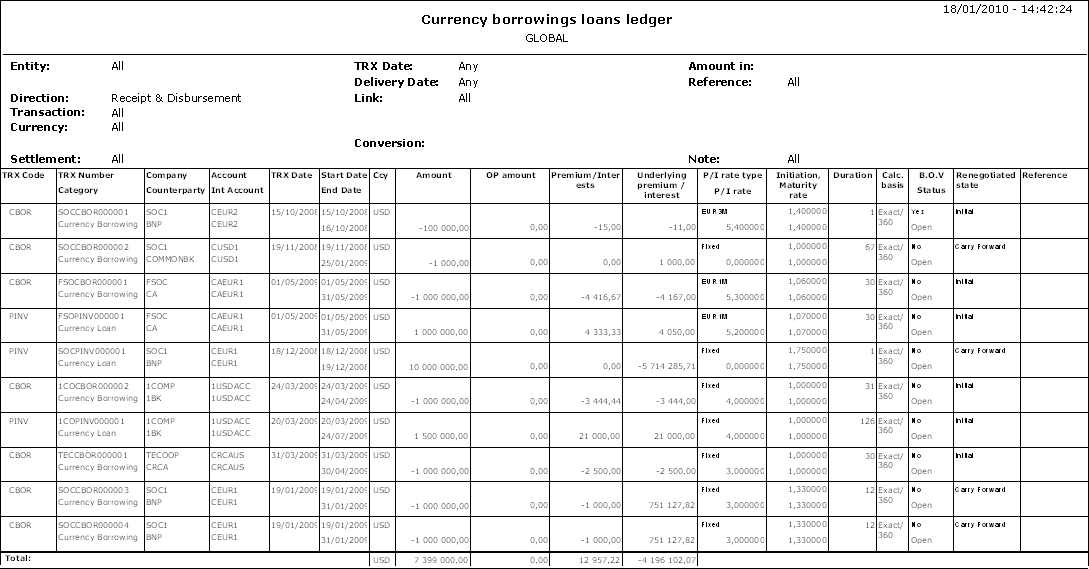 18/01/2010 - 14:42:24
Currency borrowings loans ledger
GLOBAL
Entity: All TRX Date: Any Amount in:
Delivery Date: Any Reference: All
Direction: Receipt & Disbursement Link: All
Transaction: All
Currency: All
Conversion:
Settlement: All Note: All
TRX Code TRX Number Company Account TRX Date Start Date Ccy Amount OP amount Premium/Inter Underlying P/I rate type Initiation, Duration Calc. B.O.V Renegotiated Reference
ests premium / Maturity basis state
Category Counterparty Int Account End Date interest P/I rate rate Status
CBOR SOCCBOR000001 SOC1 CEUR2 15/10/2008 15/10/2008 USD EUR3M 1,400000 1 Exact/ Yes Initial
Currency Borrowing BNP CEUR2 16/10/2008 -100 000,00 0,00 -15,00 -11,00 5,400000 1,400000 360 Open
CBOR SOCCBOR000002 SOC1 CUSD1 19/11/2008 19/11/2008 USD Fixed 1,000000 67 Exact/ No Carry Forward
Currency Borrowing COMMONBK CUSD1 25/01/2009 -1 000,00 0,00 0,00 1 000,00 0,000000 1,000000 360 Open
CBOR FSOCBOR000001 FSOC CAEUR1 01/05/2009 01/05/2009 USD EUR1M 1,060000 30 Exact/ No Initial
Currency Borrowing CA CAEUR1 31/05/2009 -1 000 000,00 0,00 -4 416,67 -4 167,00 5,300000 1,060000 360 Open
PINV FSOPINV000001 FSOC CAEUR1 01/05/2009 01/05/2009 USD EUR1M 1,070000 30 Exact/ No Initial
Currency Loan CA CAEUR1 31/05/2009 1 000 000,00 0,00 4 333,33 4 050,00 5,200000 1,070000 360 Open
PINV SOCPINV000001 SOC1 CEUR1 18/12/2008 18/12/2008 USD Fixed 1,750000 1 Exact/ No Carry Forward
Currency Loan BNP CEUR1 19/12/2008 10 000 000,00 0,00 0,00 -5 714 285,71 0,000000 1,750000 360 Open
CBOR 1COCBOR000002 1COMP 1USDACC 24/03/2009 24/03/2009 USD Fixed 1,000000 31 Exact/ No Initial
Currency Borrowing 1BK 1USDACC 24/04/2009 -1 000 000,00 0,00 -3 444,44 -3 444,00 4,000000 1,000000 360 Open
PINV 1COPINV000001 1COMP 1USDACC 20/03/2009 20/03/2009 USD Fixed 1,000000 126 Exact/ No Initial
Currency Loan 1BK 1USDACC 24/07/2009 1 500 000,00 0,00 21 000,00 21 000,00 4,000000 1,000000 360 Open
CBOR TECCBOR000001 TECOOP CRCAUS 31/03/2009 31/03/2009 USD Fixed 1,000000 30 Exact/ No Initial
Currency Borrowing CRCA CRCAUS 30/04/2009 -1 000 000,00 0,00 -2 500,00 -2 500,00 3,000000 1,000000 360 Open
CBOR SOCCBOR000003 SOC1 CEUR1 19/01/2009 19/01/2009 USD Fixed 1,330000 12 Exact/ No Carry Forward
Currency Borrowing BNP CEUR1 31/01/2009 -1 000 000,00 0,00 -1 000,00 751 127,82 3,000000 1,330000 360 Open
CBOR SOCCBOR000004 SOC1 CEUR1 19/01/2009 19/01/2009 USD Fixed 1,330000 12 Exact/ No Carry Forward
Currency Borrowing BNP CEUR1 31/01/2009 -1 000 000,00 0,00 -1 000,00 751 127,82 3,000000 1,330000 360 Open
Total: USD 7 399 000,00 0,00 12 957,22 -4 196 102,07